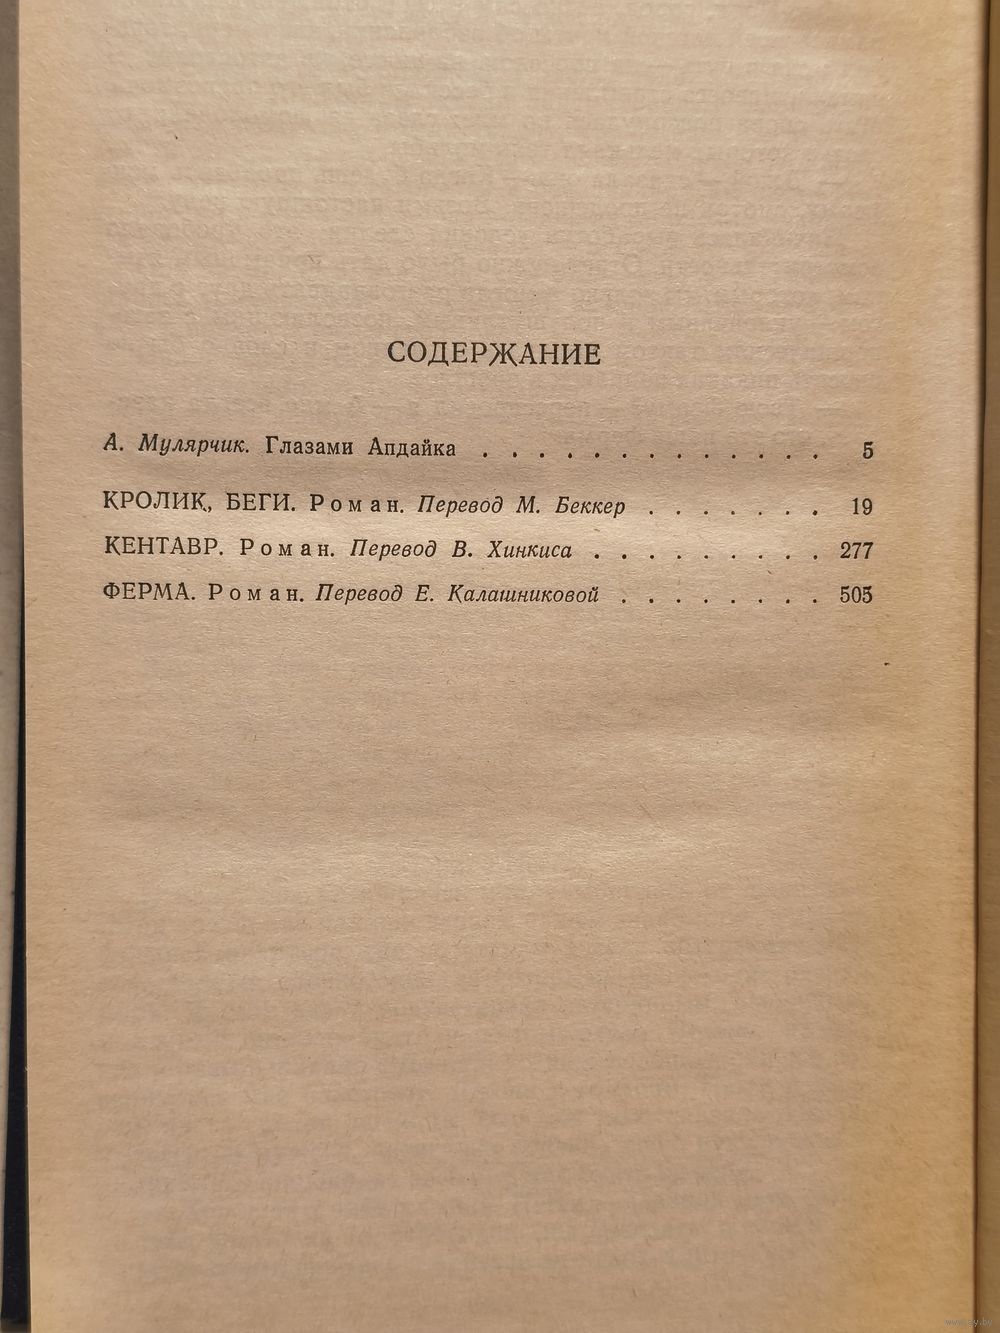 СОДЕРЖАНИЕ
А. Мулярчик. Глазами Апдайка . . . . . . . . . . . . . 5
КРОЛИК, БЕГИ. Роман. Перевод М. Беккер . . . . . . . 19
КЕНТАВР. Роман. Перевод В. Хинкиса . . . . . . . . . 277
ФЕРМА. Роман. Перевод Е. Калашниковой . . . . . . . . 505